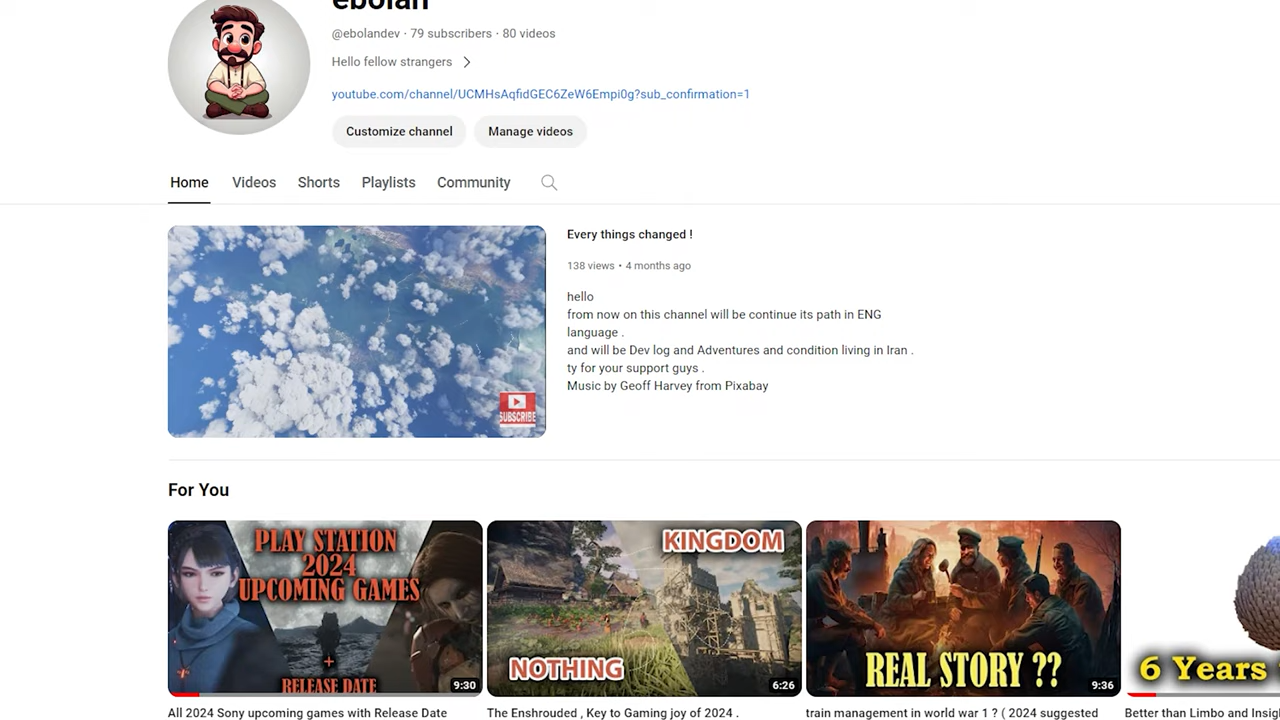 ebolan
@ebolandev · 79 subscribers · 80 videos
Hello fellow strangers
youtube.com/channel/UCMHsAqfidGEC6ZeW6Empi0g?sub_confirmation=1
Customize channel Manage videos
Home Videos Shorts Playlists Community
Every things changed !
138 views • 4 months ago
hello
from now on this channel will be continue its path in ENG
language .
and will be Dev log and Adventures and condition living in Iran .
ty for your support guys .
Music by Geoff Harvey from Pixabay
SUBSCRIBE
For You
PLAY STATION
2024
UPCOMING GAMES
+
RELEASE DATE
9:30
KINGDOM
NOTHING
6:26
REAL STORY ??
9:36
6 Years
All 2024 Sony upcoming games with Release Date
The Enshrouded , Key to Gaming joy of 2024 .
train management in world war 1 ? ( 2024 suggested
Better than Limbo and Insi